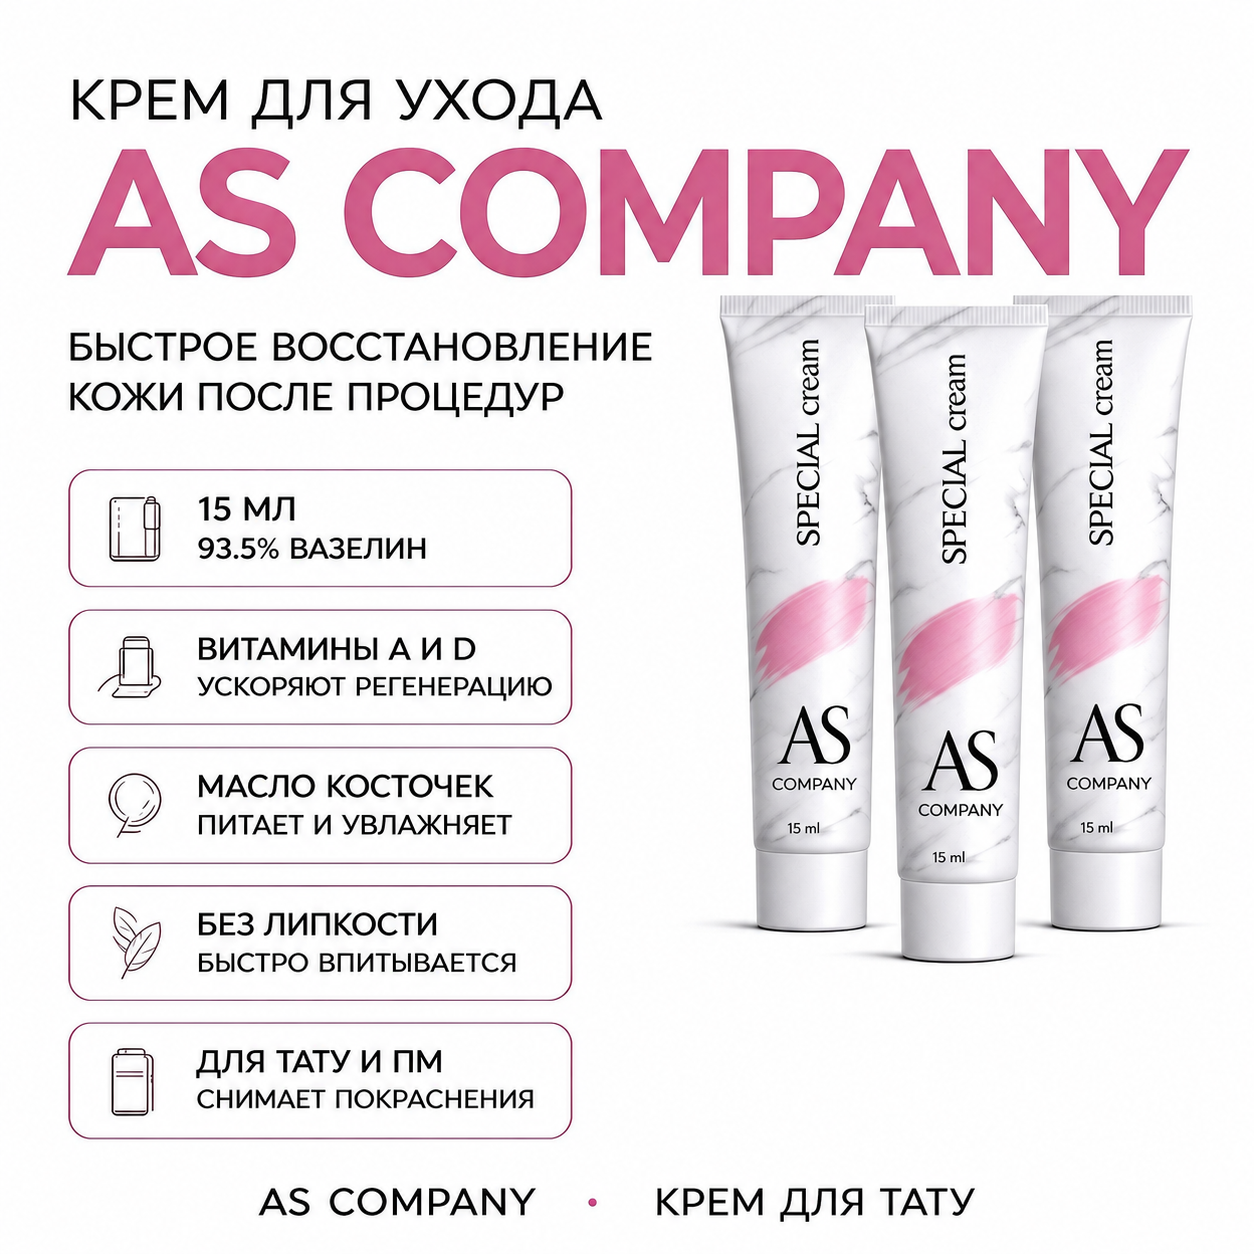 КРЕМ ДЛЯ УХОДА
AS COMPANY
БЫСТРОЕ ВОССТАНОВЛЕНИЕ
КОЖИ ПОСЛЕ ПРОЦЕДУР
15 МЛ
93.5% ВАЗЕЛИН
ВИТАМИНЫ А И D
УСКОРЯЮТ РЕГЕНЕРАЦИЮ
МАСЛО КОСТОЧЕК
ПИТАЕТ И УВЛАЖНЯЕТ
БЕЗ ЛИПКОСТИ
БЫСТРО ВПИТЫВАЕТСЯ
ДЛЯ ТАТУ И ПМ
СНИМАЕТ ПОКРАСНЕНИЯ
SPECIAL cream
AS
COMPANY
15 ml
SPECIAL cream
AS
COMPANY
15 ml
SPECIAL cream
AS
COMPANY
15 ml
AS COMPANY • КРЕМ ДЛЯ ТАТУ